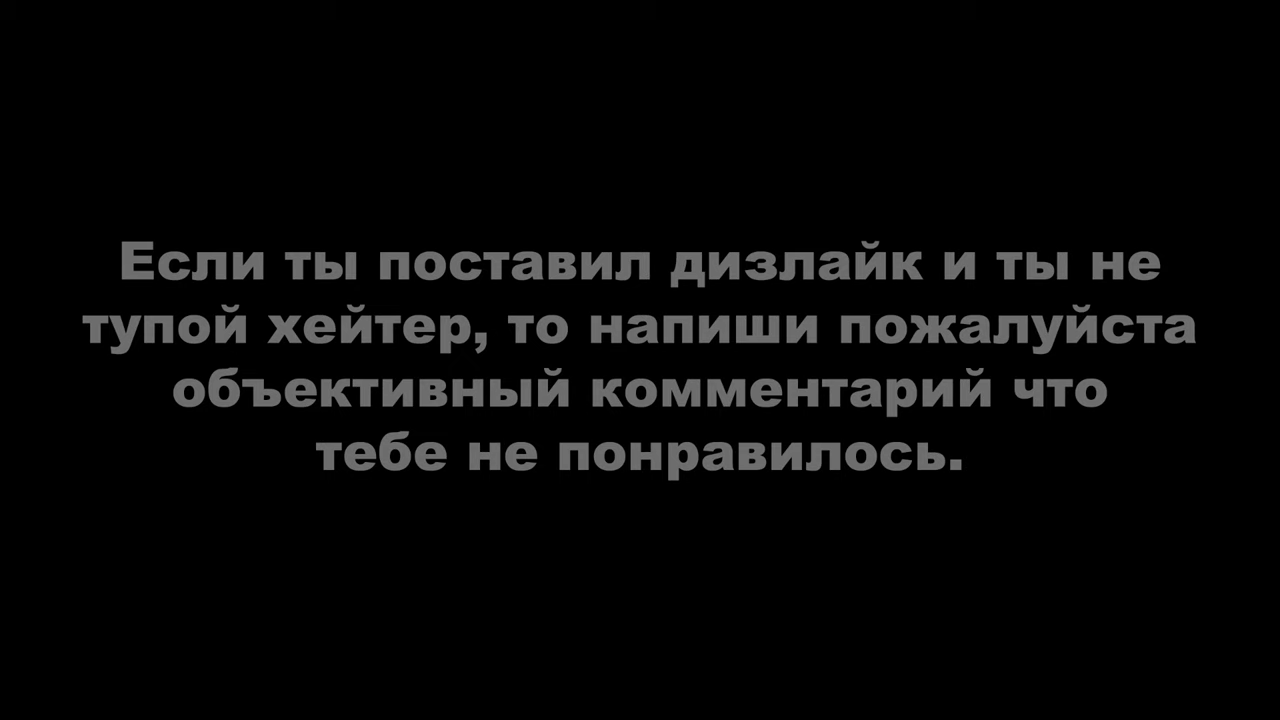 Если ты поставил дизлайк и ты не
тупой хейтер, то напиши пожалуйста
объективный комментарий что
тебе не понравилось.